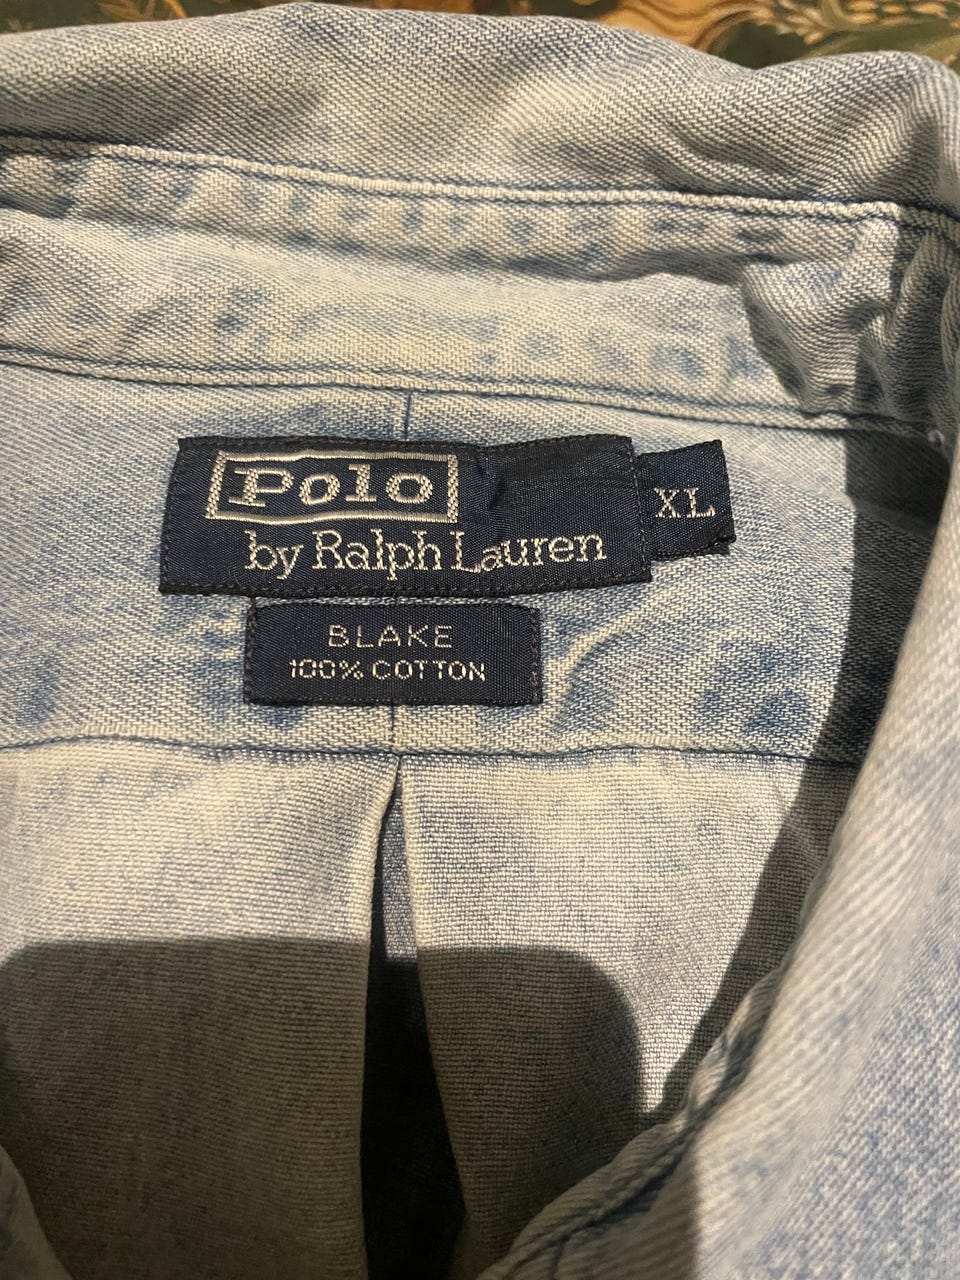 Polo
by Ralph Lauren
XL
BLAKE
100% COTTON